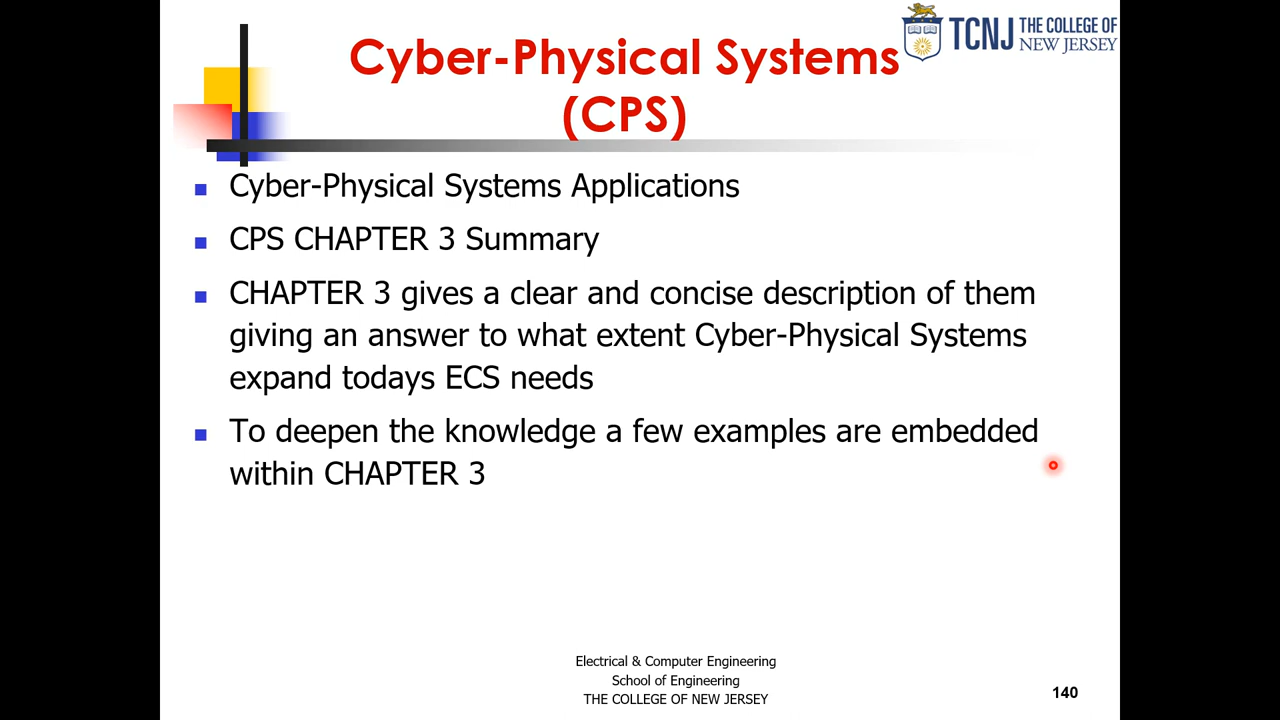 TCNJ THE COLLEGE OF
NEW JERSEY
Cyber-Physical Systems
(CPS)
Cyber-Physical Systems Applications
CPS CHAPTER 3 Summary
CHAPTER 3 gives a clear and concise description of them
giving an answer to what extent Cyber-Physical Systems
expand todays ECS needs
To deepen the knowledge a few examples are embedded
within CHAPTER 3
Electrical & Computer Engineering
School of Engineering
THE COLLEGE OF NEW JERSEY
140